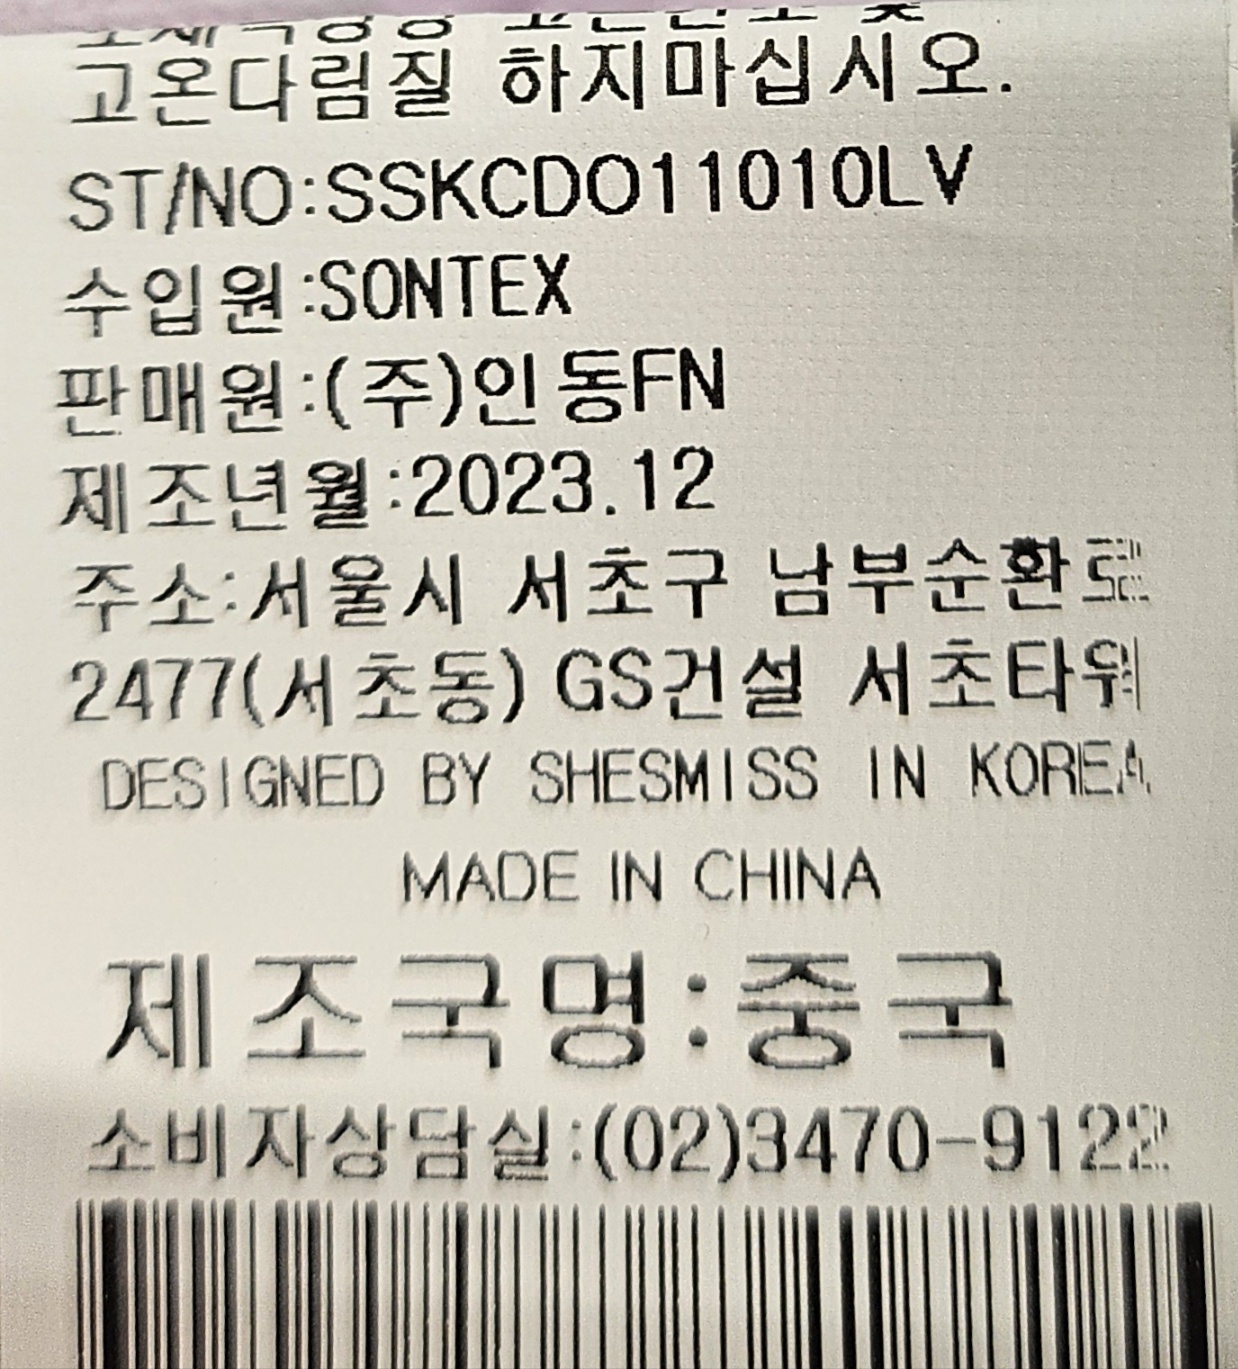 고온다림질 하지마십시오.
ST/NO:SSKCDO11010LV
수입원:SONTEX
판매원:(주)인동FN
제조년월:2023.12
주소:서울시 서초구 남부순환로
2477(서초동) GS건설 서초타워
DESIGNED BY SHESMISS IN KOREA
MADE IN CHINA
제조국명:중국
소비자상담실:(02)3470-9122